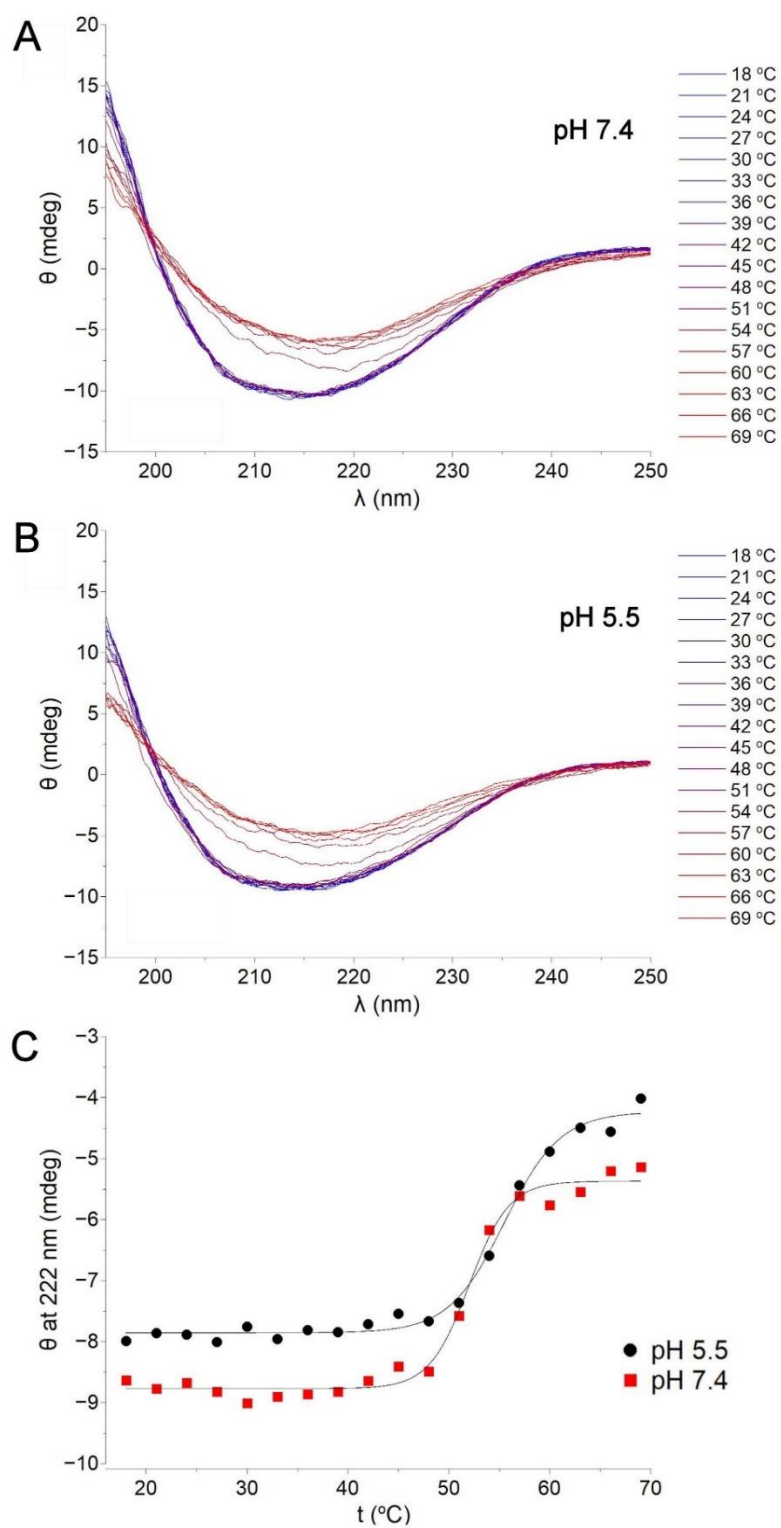 A
20
15
10
5
0
−5
−10
−15
θ (mdeg)
200 210 220 230 240 250
λ (nm)
pH 7.4
18 ºC
21 ºC
24 ºC
27 ºC
30 ºC
33 ºC
36 ºC
39 ºC
42 ºC
45 ºC
48 ºC
51 ºC
54 ºC
57 ºC
60 ºC
63 ºC
66 ºC
69 ºC
B
20
15
10
5
0
−5
−10
−15
θ (mdeg)
200 210 220 230 240 250
λ (nm)
pH 5.5
18 ºC
21 ºC
24 ºC
27 ºC
30 ºC
33 ºC
36 ºC
39 ºC
42 ºC
45 ºC
48 ºC
51 ºC
54 ºC
57 ºC
60 ºC
63 ºC
66 ºC
69 ºC
C
−3
−4
−5
−6
−7
−8
−9
−10
θ at 222 nm (mdeg)
20 30 40 50 60 70
t (ºC)
pH 5.5
pH 7.4